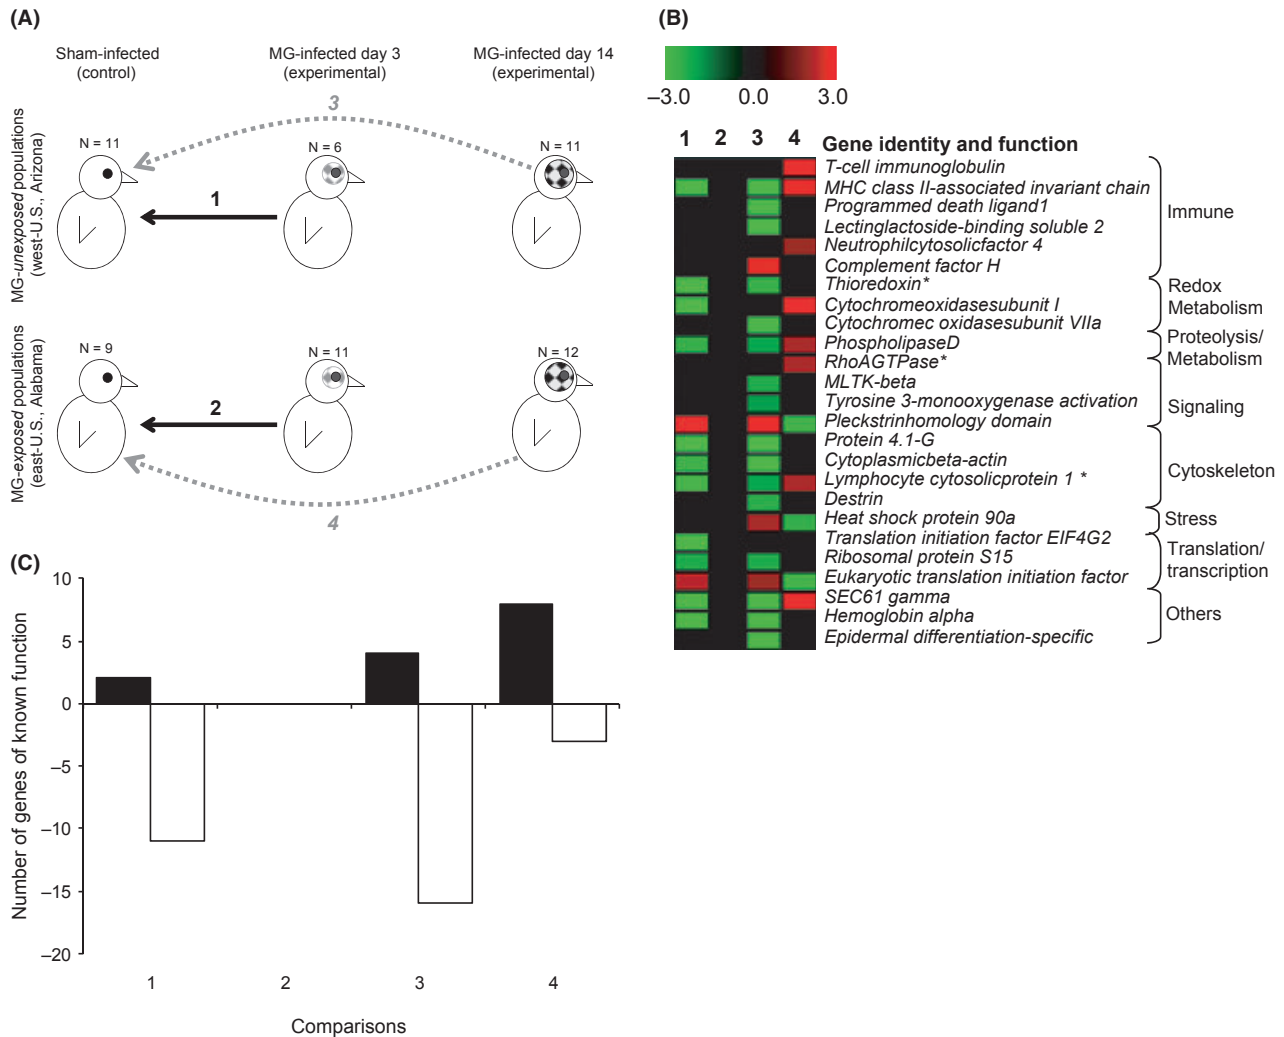 (A)
Sham-infected
(control)
MG-infected day 3
(experimental)
MG-infected day 14
(experimental)
MG-unexposed populations
(west-U.S., Arizona)
3
N = 11
N = 6
N = 11
1
MG-exposed populations
(east-U.S., Alabama)
N = 9
N = 11
N = 12
2
4
(B)
–3.0 0.0 3.0
1 2 3 4 Gene identity and function
T-cell immunoglobulin
MHC class II-associated invariant chain
Programmed death ligand1
Lectinglactoside-binding soluble 2
Neutrophilcytosolicfactor 4
Complement factor H
Thioredoxin*
Cytochromeoxidasesubunit I
Cytochromec oxidasesubunit VIIa
PhospholipaseD
RhoAGTPase*
MLTK-beta
Tyrosine 3-monooxygenase activation
Pleckstrinhomology domain
Protein 4.1-G
Cytoplasmicbeta-actin
Lymphocyte cytosolicprotein 1 *
Destrin
Heat shock protein 90a
Translation initiation factor EIF4G2
Ribosomal protein S15
Eukaryotic translation initiation factor
SEC61 gamma
Hemoglobin alpha
Epidermal differentiation-specific
Immune
Redox
Metabolism
Proteolysis/
Metabolism
Signaling
Cytoskeleton
Stress
Translation/
transcription
Others
(C)
Number of genes of known function
10
5
0
–5
–10
–15
–20
1 2 3 4
Comparisons